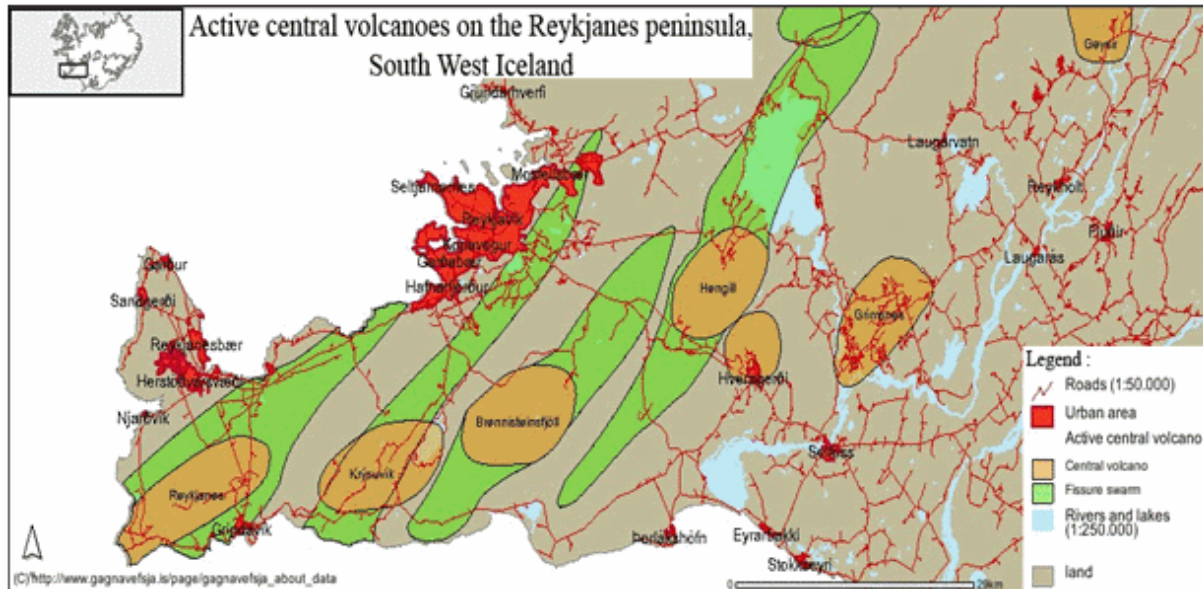 Active central volcanoes on the Reykjanes peninsula,
South West Iceland
Geysir
Grundarhverfi
Laugarvatn
Mosfellsbær
Seltjarnarnes
Reykholt
Reykjavík
Flúðir
Kópavogur
Laugarás
Garðabær
Garður
Hafnarfjörður
Hengill
Sandgerði
Grímsnes
Reykjanesbær
Legend :
Hveragerði
Roads (1:50.000)
Njarðvík
Urban area
Brennisteinsfjöll
Active central volcano
Selfoss
Central volcano
Krísuvík
Fissure swarm
Reykjanes
Rivers and lakes
(1:250.000)
Grindavík
Þorlákshöfn
Eyrarbakki
Stokkseyri
land
(C) http://www.gagnavefsja.is/page/gagnavefsja_about_data
0
29km